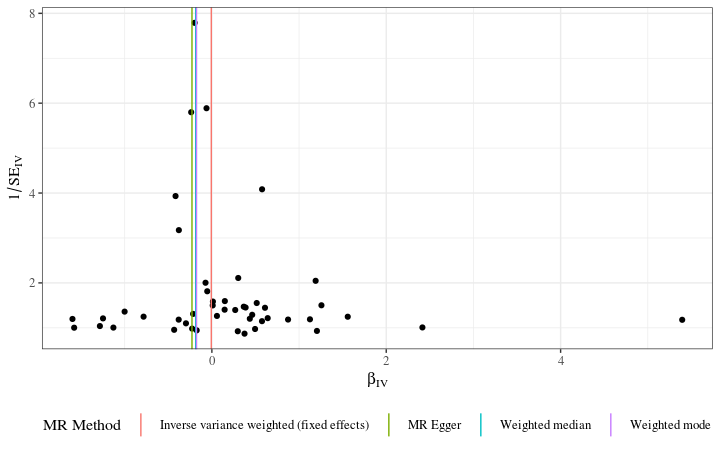 8
6
4
2
1/SE_IV
0
2
4
β_IV
MR Method Inverse variance weighted (fixed effects) MR Egger Weighted median Weighted mode